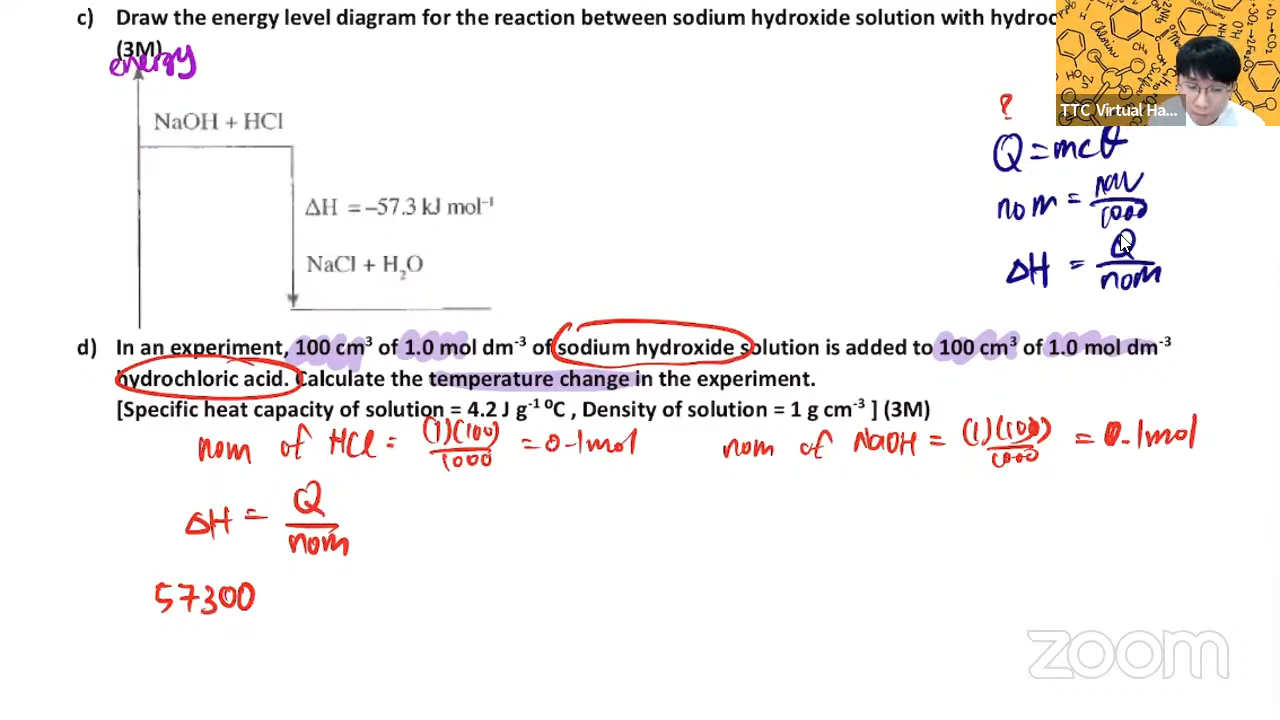 c) Draw the energy level diagram for the reaction between sodium hydroxide solution with hydroc
(3M)
energy
NaOH + HCl
ΔH = –57.3 kJ mol⁻¹
NaCl + H₂O
?
Q = mcθ
nom = mv/1000
ΔH = Q/nom
TTC Virtual Ha...
d) In an experiment, 100 cm³ of 1.0 mol dm⁻³ of sodium hydroxide solution is added to 100 cm³ of 1.0 mol dm⁻³
hydrochloric acid. Calculate the temperature change in the experiment.
[Specific heat capacity of solution = 4.2 J g⁻¹ ⁰C , Density of solution = 1 g cm⁻³ ] (3M)
nom of HCl = (1)(100)/1000 = 0.1mol
nom of NaOH = (1)(100)/1000 = 0.1mol
ΔH = Q/nom
57300
zoom